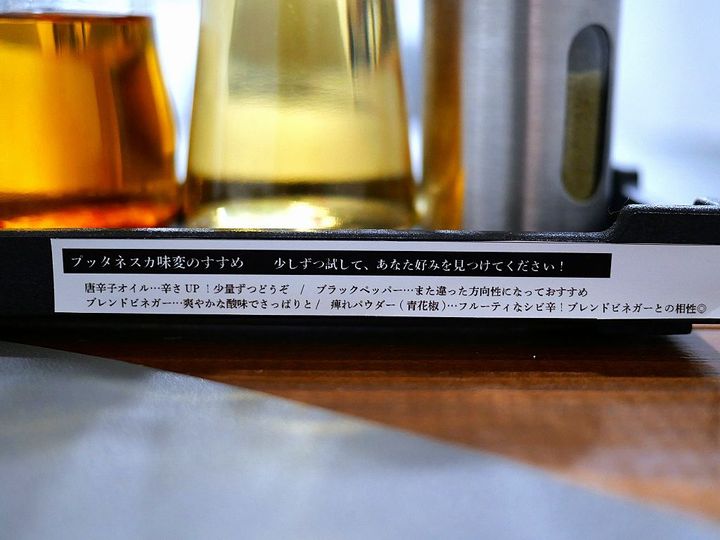 プッタネスカ味変のすすめ　少しずつ試して、あなた好みを見つけてください！
唐辛子オイル…辛さUP！少量ずつどうぞ / ブラックペッパー…また違った方向性になっておすすめ
ブレンドビネガー…爽やかな酸味でさっぱりと / 痺れパウダー(青花椒)…フルーティなシビ辛！ブレンドビネガーとの相性◎